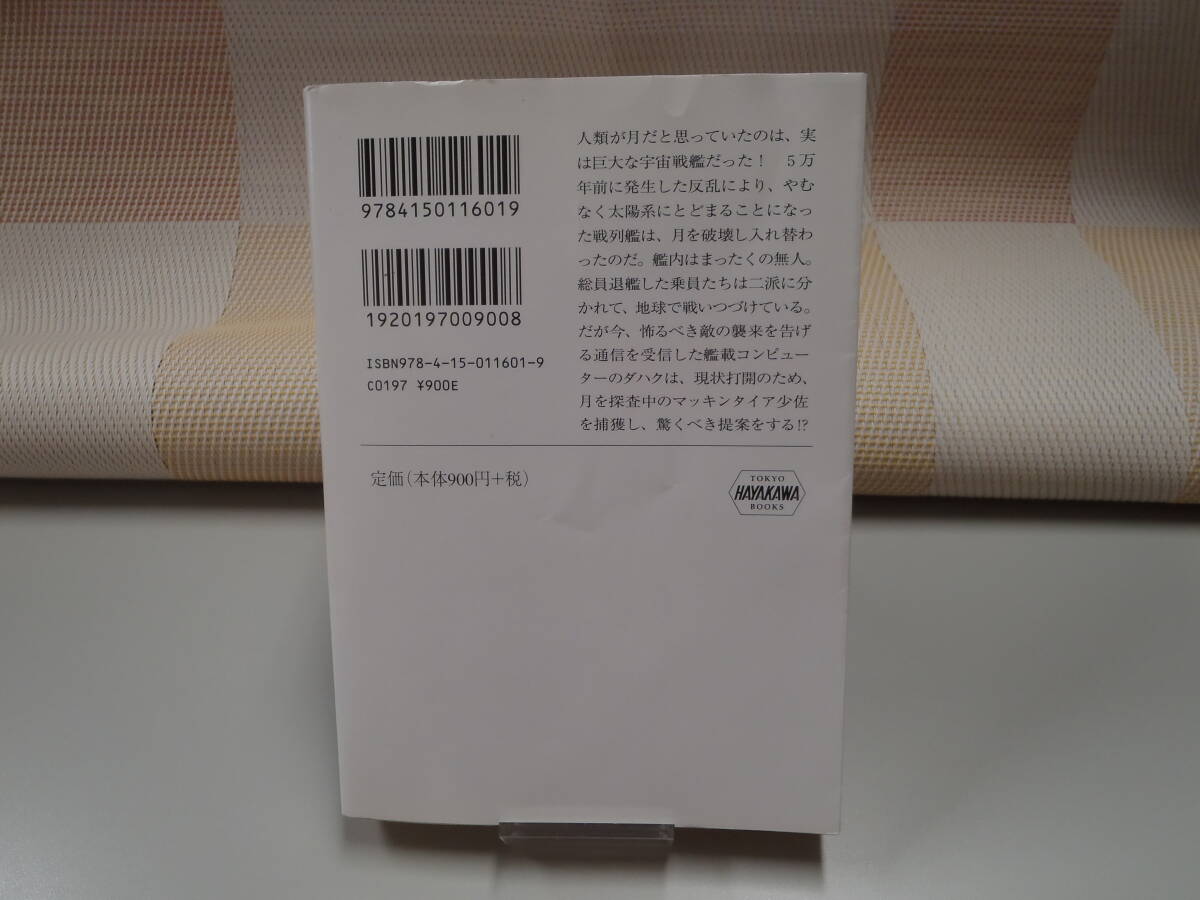 9784150116019
1920197009008
ISBN978-4-15-011601-9
C0197 ¥900E
人類が月だと思っていたのは、実
は巨大な宇宙戦艦だった！　５万
年前に発生した反乱により、やむ
なく太陽系にとどまることになっ
た戦列艦は、月を破壊し入れ替わ
ったのだ。艦内はまったくの無人。
総員退艦した乗員たちは二派に分
かれて、地球で戦いつづけている。
だが今、怖るべき敵の襲来を告げ
る通信を受信した艦載コンピュー
ターのダハクは、現状打開のため、
月を探査中のマッキンタイア少佐
を捕獲し、驚くべき提案をする!?
定価（本体900円＋税）
TOKYO
HAYAKAWA
BOOKS